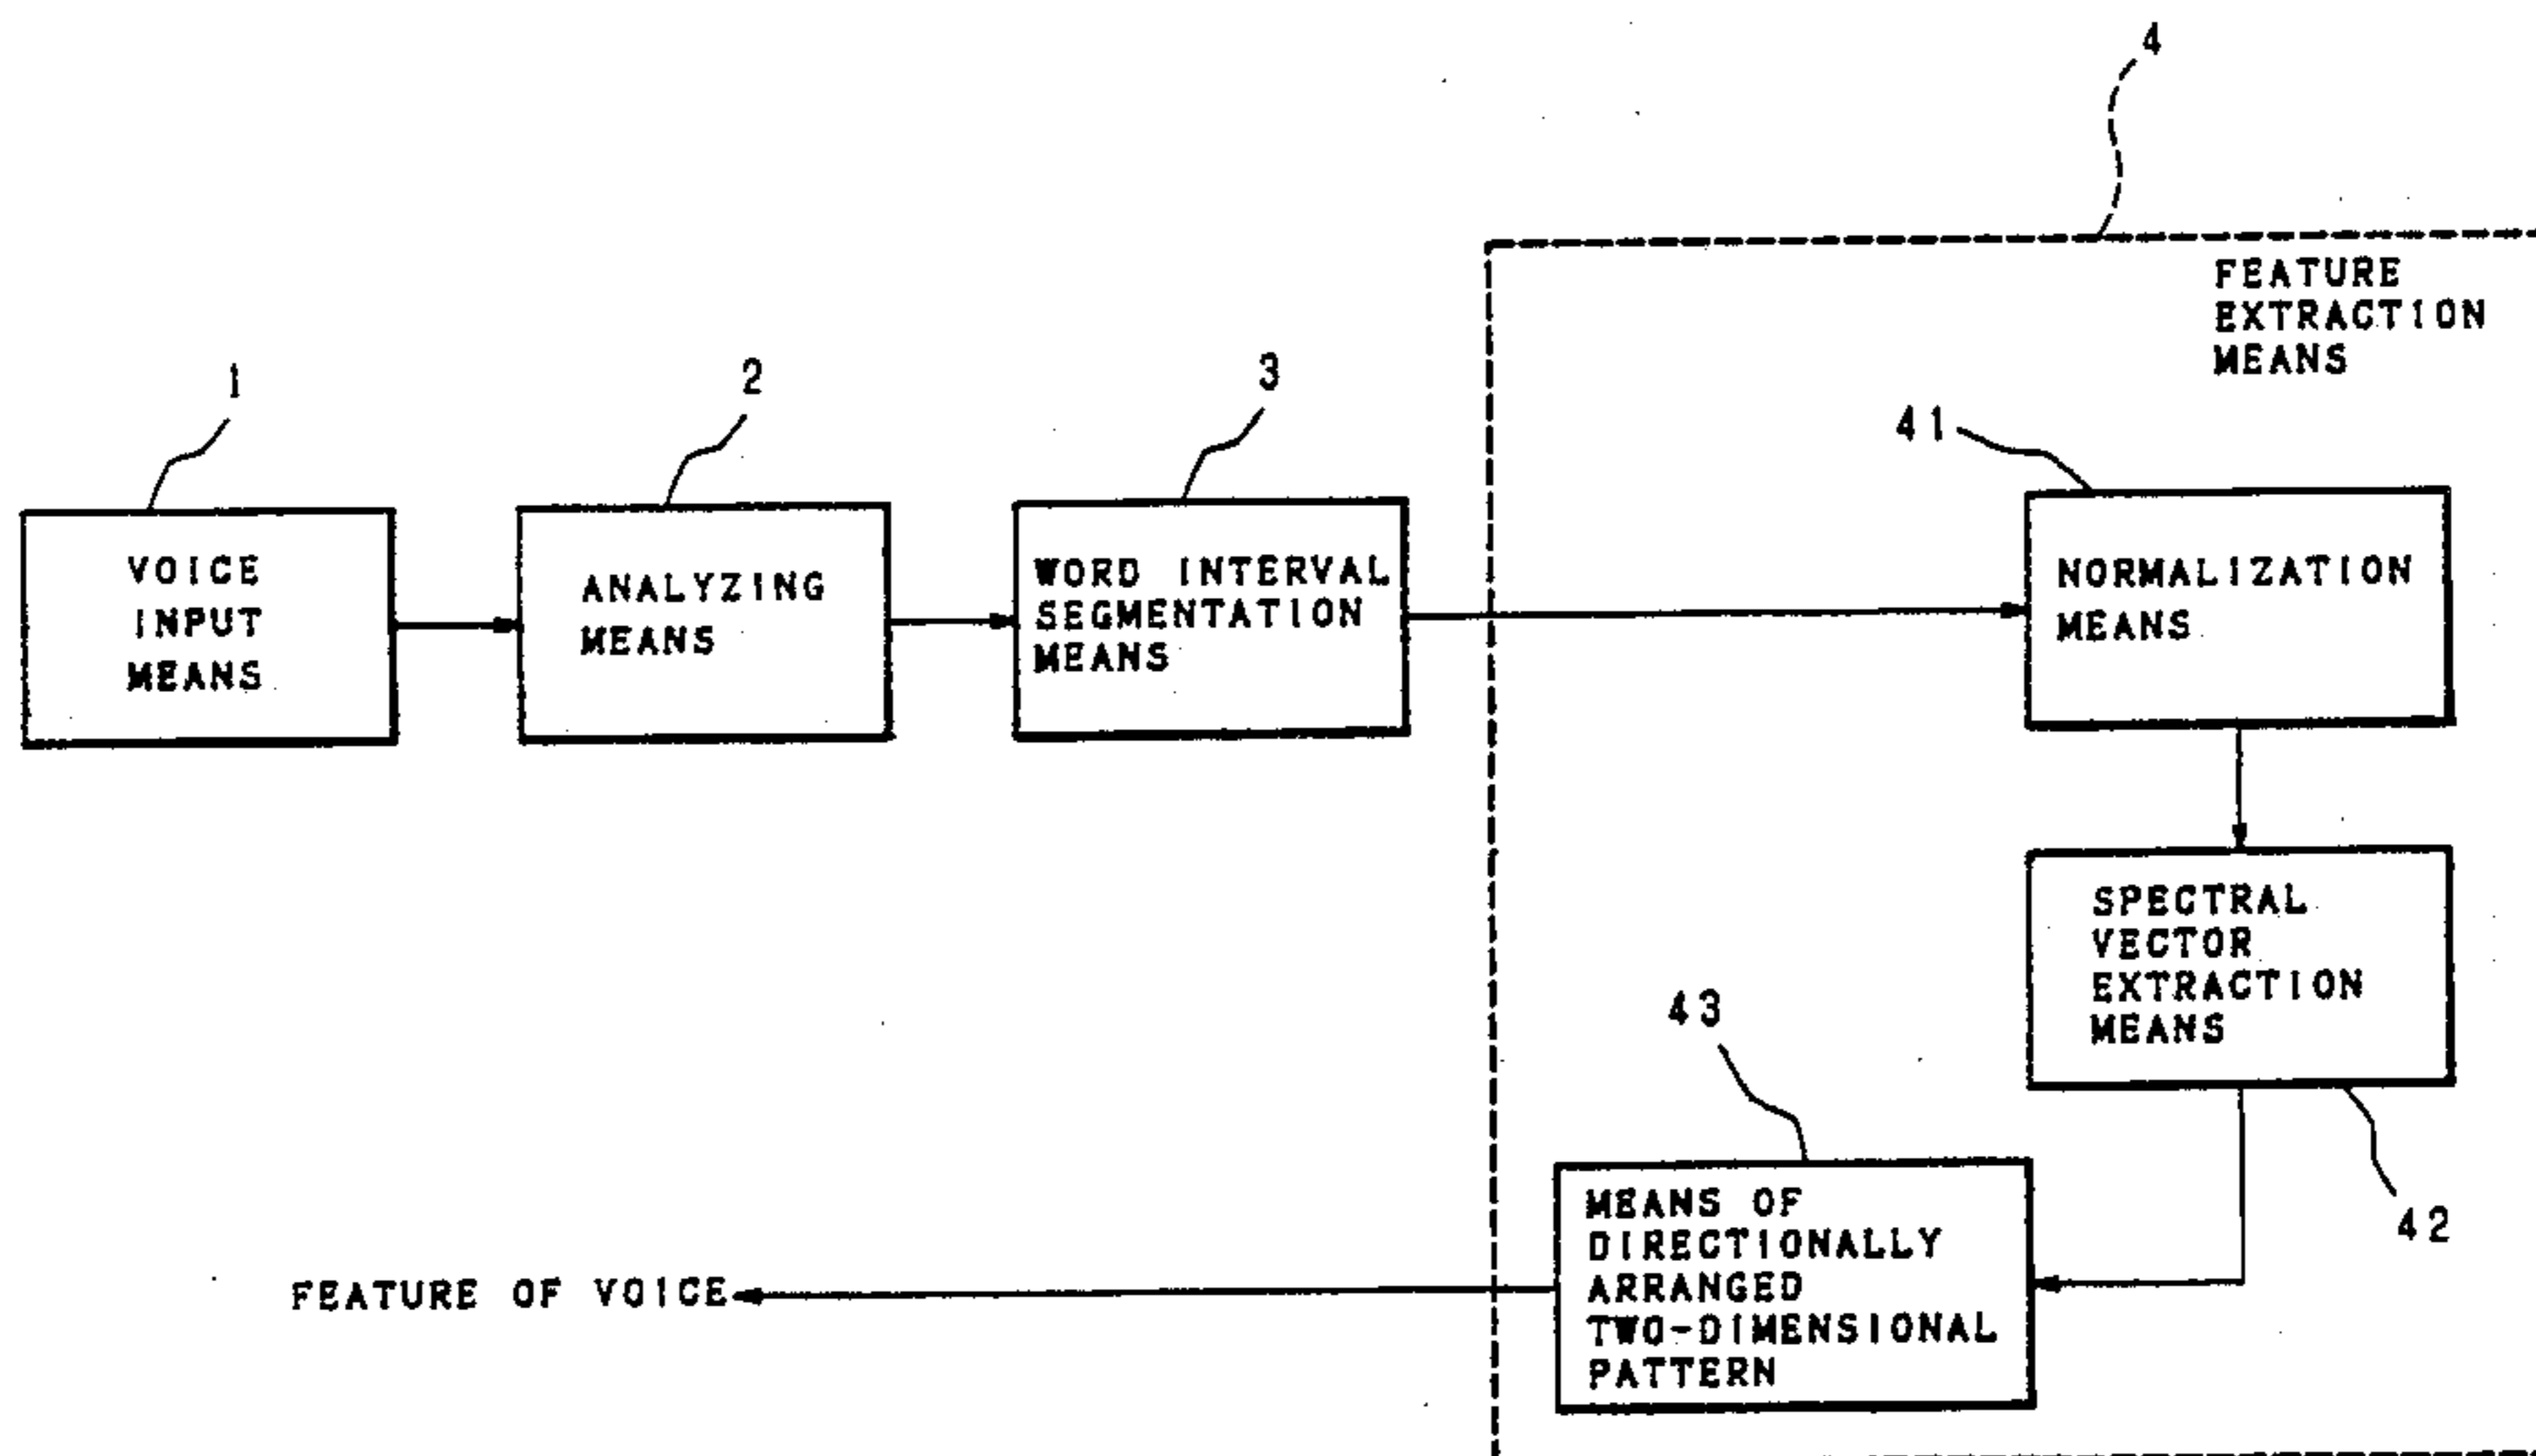 4
FEATURE
EXTRACTION
MEANS
1
2
3
41
VOICE
INPUT
MEANS
ANALYZING
MEANS
WORD INTERVAL
SEGMENTATION
MEANS
NORMALIZATION
MEANS
SPECTRAL
VECTOR
EXTRACTION
MEANS
43
42
MEANS OF
DIRECTIONALLY
ARRANGED
TWO-DIMENSIONAL
PATTERN
FEATURE OF VOICE